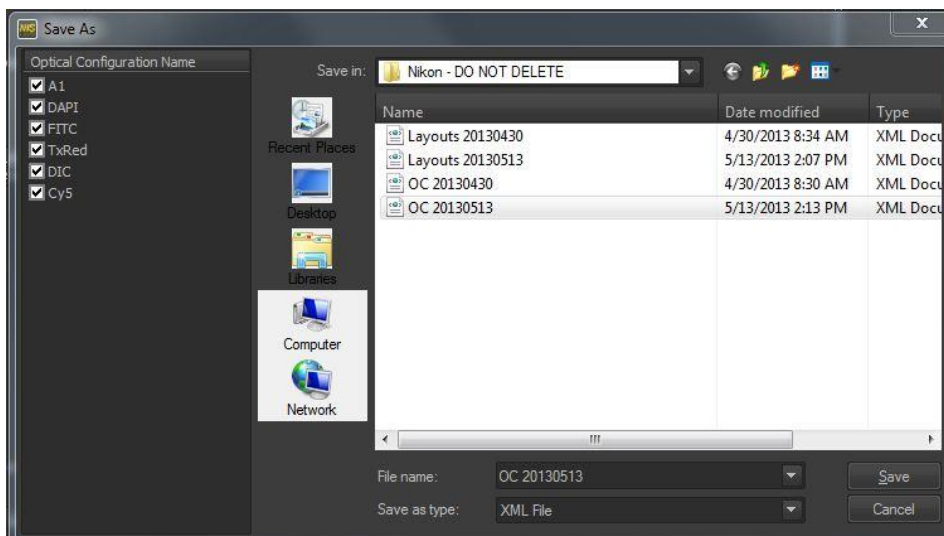 NIS Save As X
Optical Configuration Name
A1
DAPI
FITC
TxRed
DIC
Cy5
Save in: Nikon - DO NOT DELETE
Recent Places
Desktop
Libraries
Computer
Network
Name Date modified Type
Layouts 20130430 4/30/2013 8:34 AM XML Docu
Layouts 20130513 5/13/2013 2:07 PM XML Docu
OC 20130430 4/30/2013 8:30 AM XML Docu
OC 20130513 5/13/2013 2:13 PM XML Docu
File name: OC 20130513 Save
Save as type: XML File Cancel